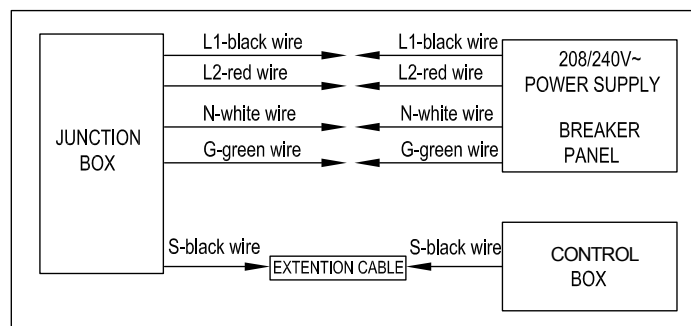 L1-black wire L1-black wire
L2-red wire L2-red wire
N-white wire N-white wire
G-green wire G-green wire
JUNCTION
BOX
208/240V~
POWER SUPPLY
BREAKER
PANEL
S-black wire S-black wire
EXTENTION CABLE
CONTROL
BOX